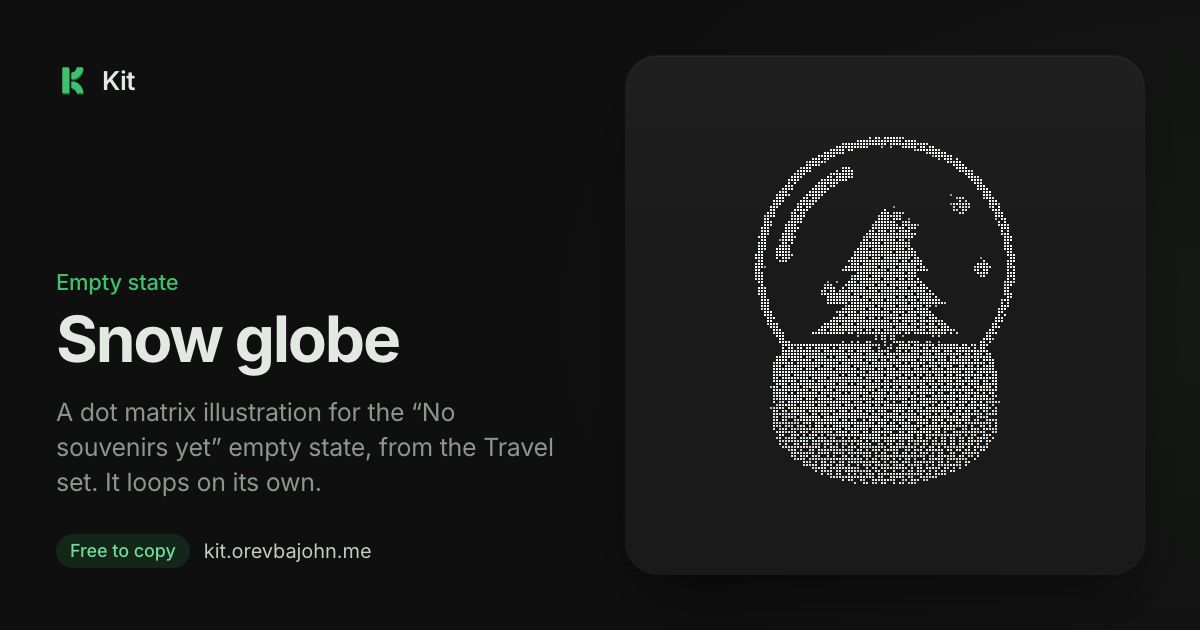 Kit
Empty state
Snow globe
A dot matrix illustration for the “No
souvenirs yet” empty state, from the Travel
set. It loops on its own.
Free to copy
kit.orevbajohn.me